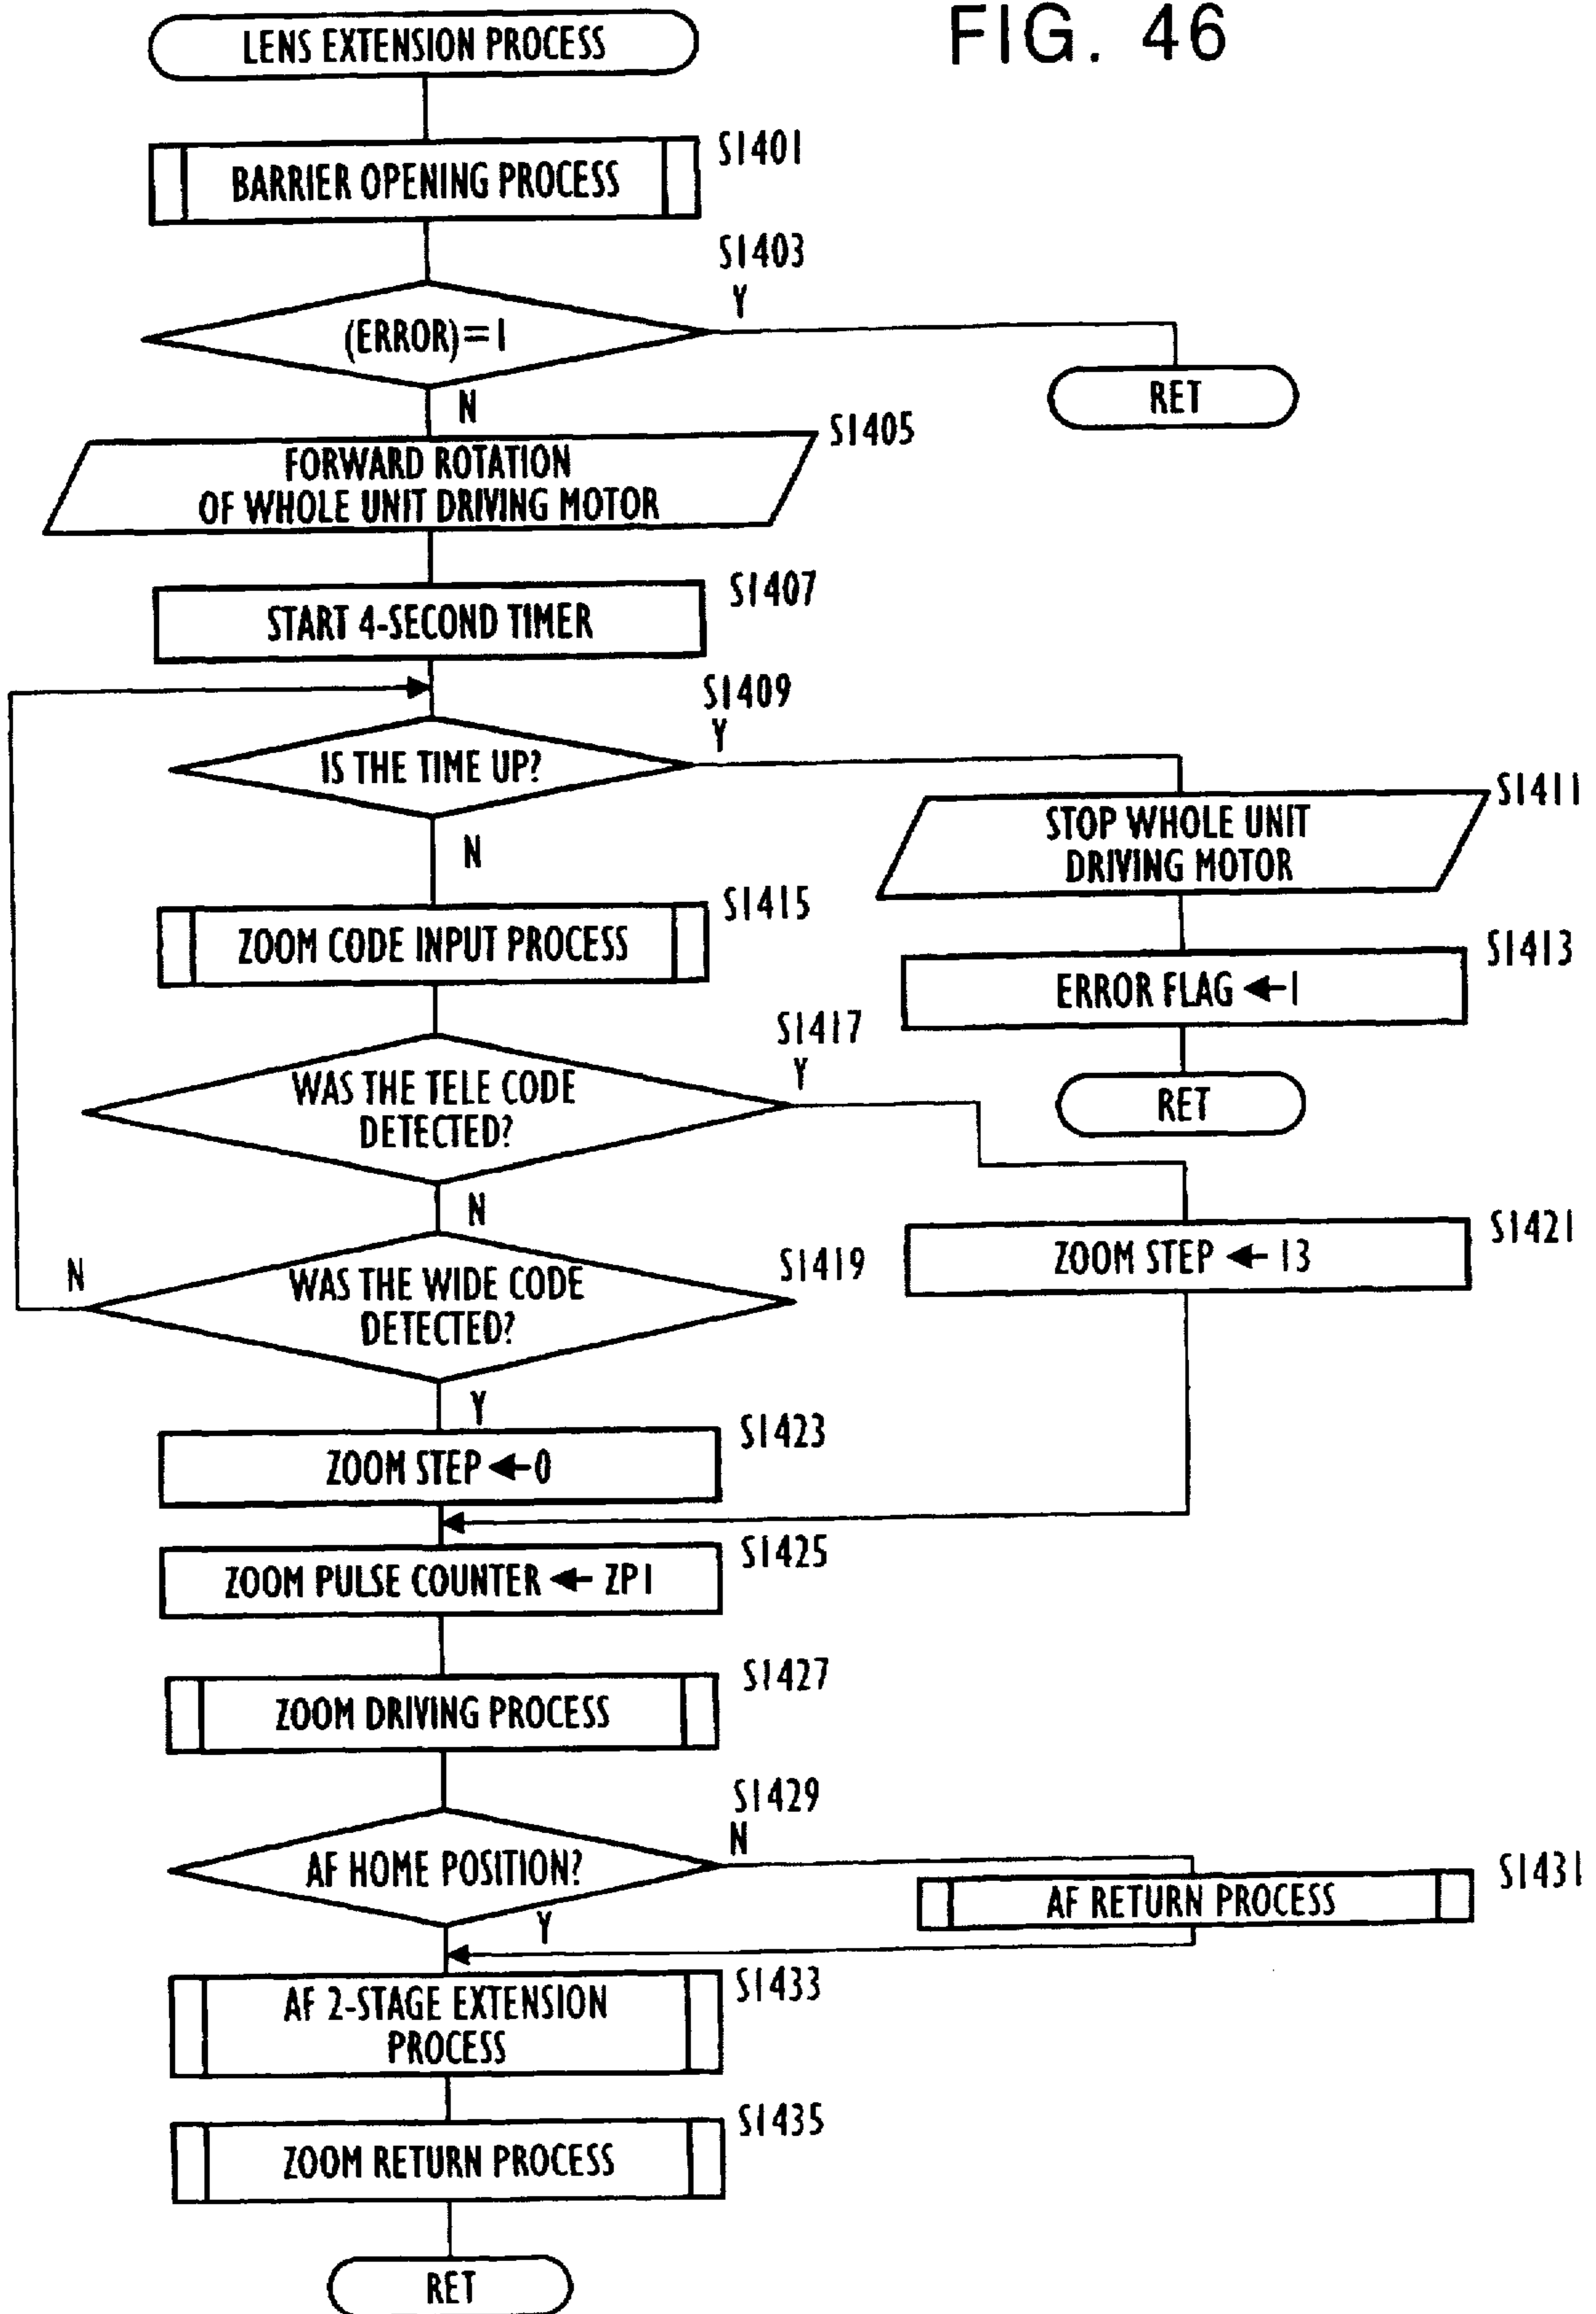 FIG. 46
LENS EXTENSION PROCESS
S1401
BARRIER OPENING PROCESS
S1403
Y
(ERROR)=1
RET
N
S1405
FORWARD ROTATION
OF WHOLE UNIT DRIVING MOTOR
S1407
START 4-SECOND TIMER
S1409
Y
IS THE TIME UP?
S1411
STOP WHOLE UNIT
DRIVING MOTOR
N
S1415
ZOOM CODE INPUT PROCESS
S1413
ERROR FLAG ←1
S1417
Y
WAS THE TELE CODE
DETECTED?
RET
N
S1421
ZOOM STEP ← 13
S1419
N
WAS THE WIDE CODE
DETECTED?
Y
S1423
ZOOM STEP ←0
S1425
ZOOM PULSE COUNTER ← ZP1
S1427
ZOOM DRIVING PROCESS
S1429
N
AF HOME POSITION?
S1431
AF RETURN PROCESS
Y
S1433
AF 2-STAGE EXTENSION
PROCESS
S1435
ZOOM RETURN PROCESS
RET